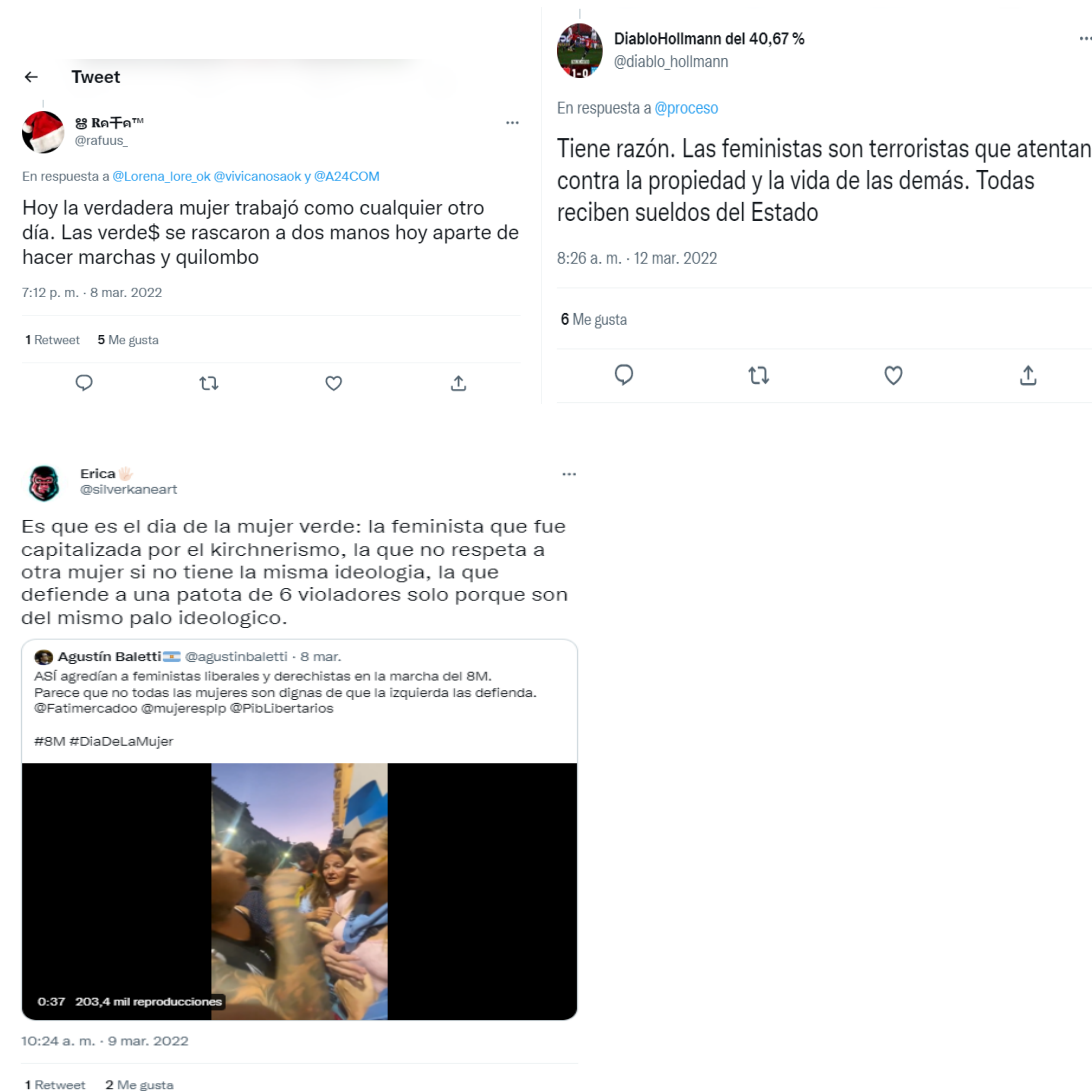 Tweet
@rafuus_
En respuesta a @Lorena_lore_ok @vivicanosaok y @A24COM
Hoy la verdadera mujer trabajó como cualquier otro
día. Las verde$ se rascaron a dos manos hoy aparte de
hacer marchas y quilombo
7:12 p. m. · 8 mar. 2022
1 Retweet 5 Me gusta
DiabloHollmann del 40,67 %
@diablo_hollmann
1-0
En respuesta a @proceso
Tiene razón. Las feministas son terroristas que atentan
contra la propiedad y la vida de las demás. Todas
reciben sueldos del Estado
8:26 a. m. · 12 mar. 2022
6 Me gusta
Erica
@silverkaneart
Es que es el dia de la mujer verde: la feminista que fue
capitalizada por el kirchnerismo, la que no respeta a
otra mujer si no tiene la misma ideologia, la que
defiende a una patota de 6 violadores solo porque son
del mismo palo ideologico.
Agustín Baletti @agustinbaletti · 8 mar.
ASÍ agredían a feministas liberales y derechistas en la marcha del 8M.
Parece que no todas las mujeres son dignas de que la izquierda las defienda.
@Fatimercadoo @mujeresplp @PibLibertarios
#8M #DiaDeLaMujer
0:37 203,4 mil reproducciones
10:24 a. m. · 9 mar. 2022
1 Retweet 2 Me gusta